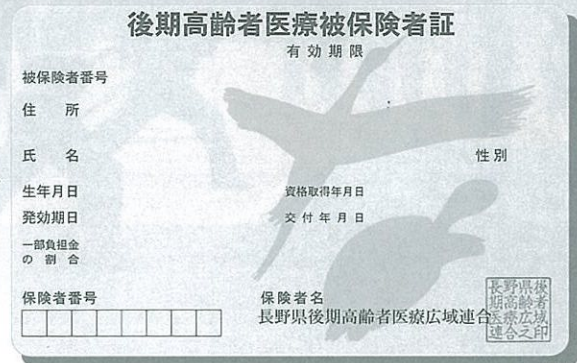 後期高齢者医療被保険者証
有効期限
被保険者番号
住所
氏名 性別
生年月日 資格取得年月日
発効期日 交付年月日
一部負担金
の割合
保険者番号 保険者名
長野県後期高齢者医療広域連合
長野県後
期高齢者
医療広域
連合之印